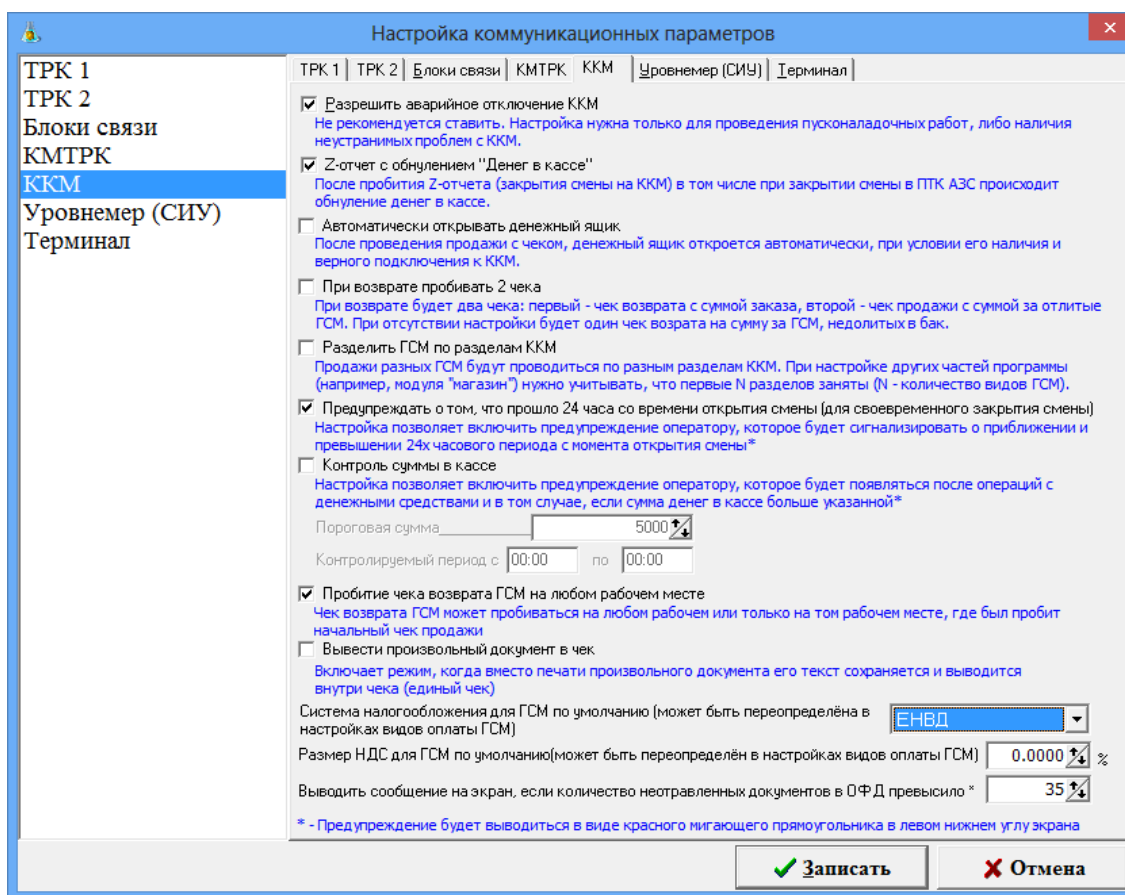 Настройка коммуникационных параметров
ТРК 1
ТРК 2
Блоки связи
КМТРК
ККМ
Уровнемер (СИУ)
Терминал
ТРК 1 ТРК 2 Блоки связи КМТРК ККМ Уровнемер (СИУ) Терминал
Разрешить аварийное отключение ККМ
Не рекомендуется ставить. Настройка нужна только для проведения пусконаладочных работ, либо наличия
неустранимых проблем с ККМ.
Z-отчет с обнулением "Денег в кассе"
После пробития Z-отчета (закрытия смены на ККМ) в том числе при закрытии смены в ПТК АЗС происходит
обнуление денег в кассе.
Автоматически открывать денежный ящик
После проведения продажи с чеком, денежный ящик откроется автоматически, при условии его наличия и
верного подключения к ККМ.
При возврате пробивать 2 чека
При возврате будет два чека: первый - чек возврата с суммой заказа, второй - чек продажи с суммой за отлитые
ГСМ. При отсутствии настройки будет один чек возрата на сумму за ГСМ, недолитых в бак.
Разделить ГСМ по разделам ККМ
Продажи разных ГСМ будут проводиться по разным разделам ККМ. При настройке других частей программы
(например, модуля "магазин") нужно учитывать, что первые N разделов заняты (N - количество видов ГСМ).
Предупреждать о том, что прошло 24 часа со времени открытия смены (для своевременного закрытия смены)
Настройка позволяет включить предупреждение оператору, которое будет сигнализировать о приближении и
превышении 24х часового периода с момента открытия смены*
Контроль суммы в кассе
Настройка позволяет включить предупреждение оператору, которое будет появляться после операций с
денежными средствами и в том случае, если сумма денег в кассе больше указанной*
Пороговая сумма 5000
Контролируемый период с 00:00 по 00:00
Пробитие чека возврата ГСМ на любом рабочем месте
Чек возврата ГСМ может пробиваться на любом рабочем или только на том рабочем месте, где был пробит
начальный чек продажи
Вывести произвольный документ в чек
Включает режим, когда вместо печати произвольного документа его текст сохраняется и выводится
внутри чека (единый чек)
Система налогообложения для ГСМ по умолчанию (может быть переопределёна в
настройках видов оплаты ГСМ)
ЕНВД
Размер НДС для ГСМ по умолчанию(может быть переопределён в настройках видов оплаты ГСМ) 0.0000 %
Выводить сообщение на экран, если количество неотравленных документов в ОФД превысило * 35
* - Предупреждение будет выводиться в виде красного мигающего прямоугольника в левом нижнем углу экрана
Записать Отмена